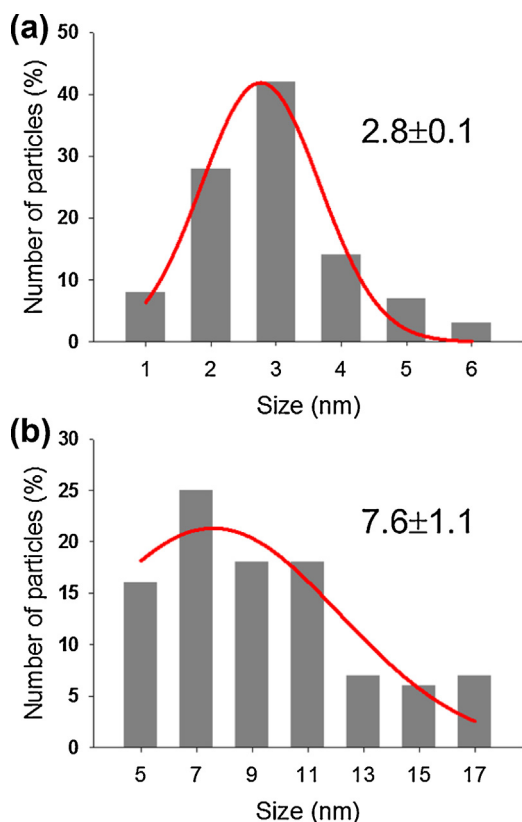 (a)
50
40
30
20
10
0
Number of particles (%)
2.8±0.1
1 2 3 4 5 6
Size (nm)
(b)
30
25
20
15
10
5
0
Number of particles (%)
7.6±1.1
5 7 9 11 13 15 17
Size (nm)